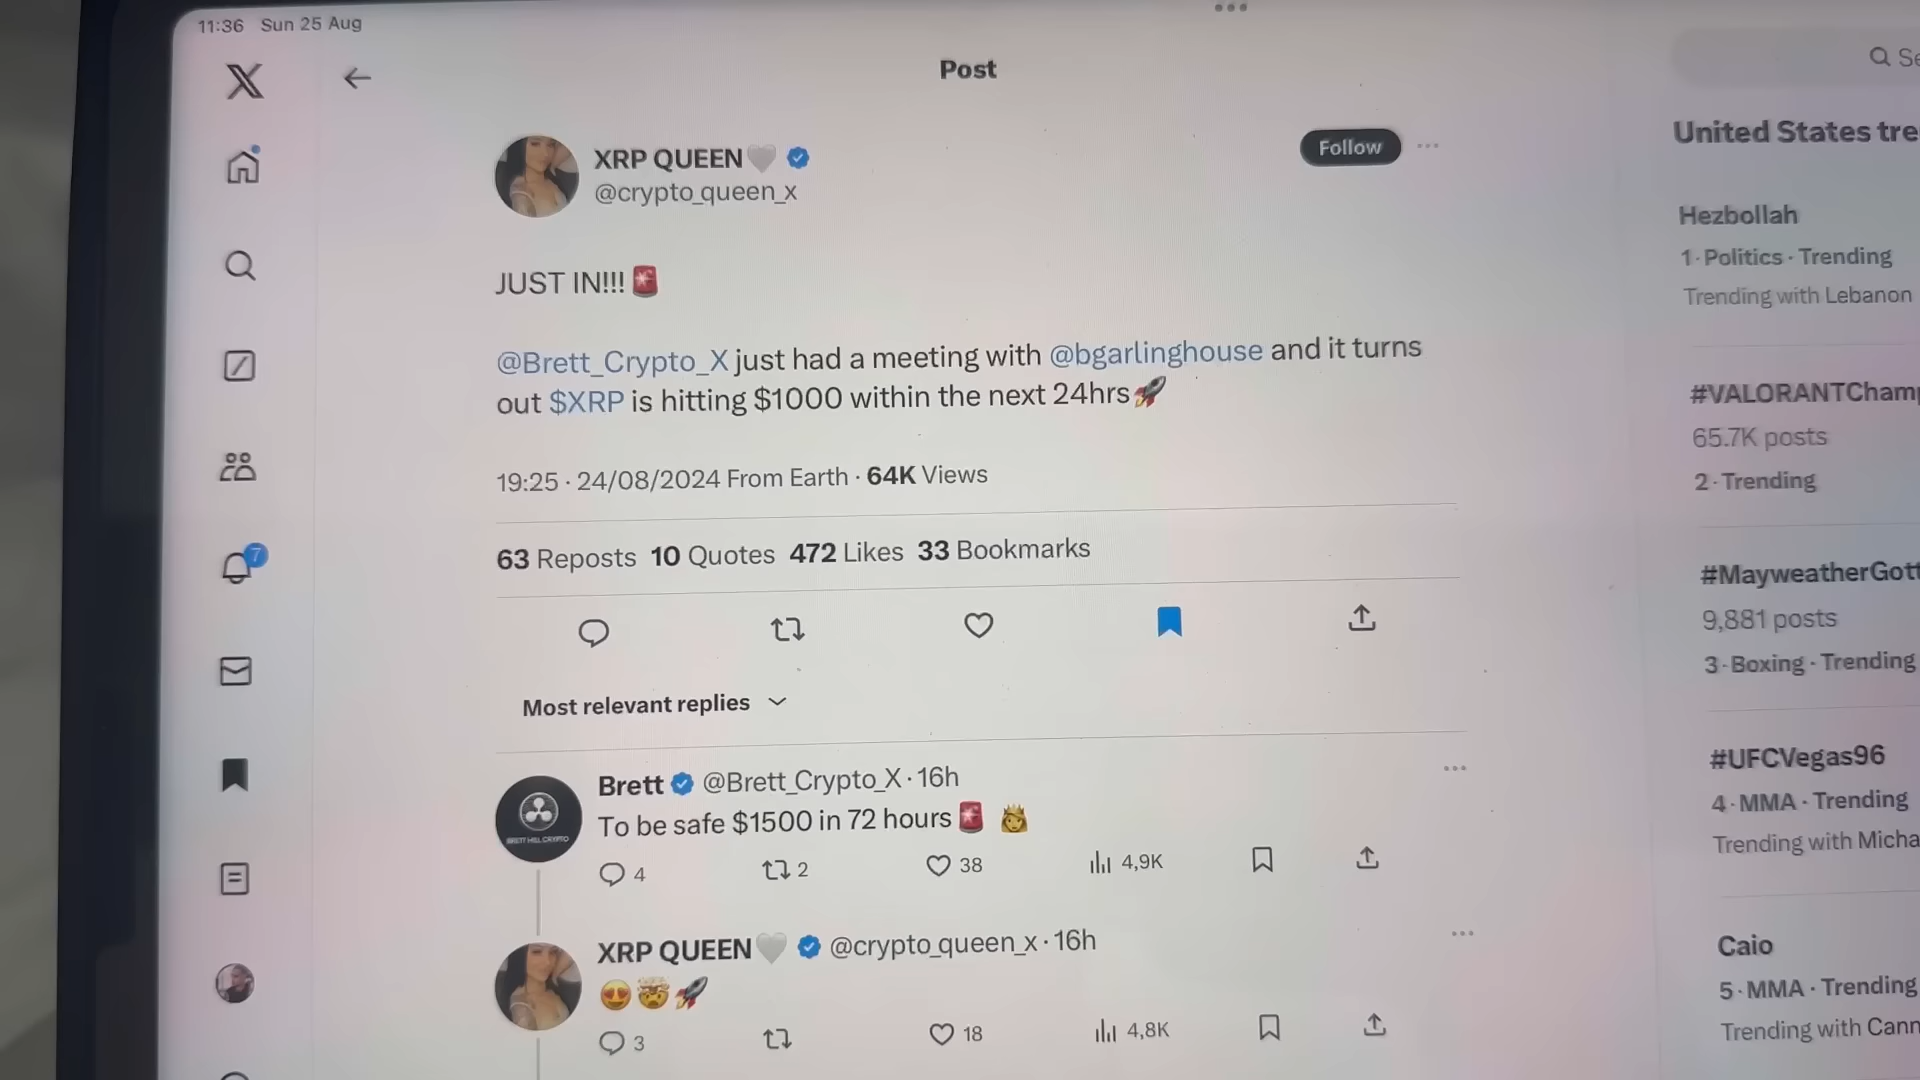 11:36 Sun 25 Aug
Post
XRP QUEEN🤍
@crypto_queen_x
Follow
JUST IN!!!🚨
@Brett_Crypto_X just had a meeting with @bgarlinghouse and it turns
out $XRP is hitting $1000 within the next 24hrs🚀
19:25 · 24/08/2024 From Earth · 64K Views
63 Reposts 10 Quotes 472 Likes 33 Bookmarks
7
Most relevant replies
Brett @Brett_Crypto_X · 16h
To be safe $1500 in 72 hours🚨 👸
4 2 38 4,9K
BRETT HILL CRYPTO
XRP QUEEN🤍 @crypto_queen_x · 16h
😍🤯🚀
3 18 4,8K
United States tre
Hezbollah
1 · Politics · Trending
Trending with Lebanon
#VALORANTChamp
65.7K posts
2 · Trending
#MayweatherGott
9,881 posts
3 · Boxing · Trending
#UFCVegas96
4 · MMA · Trending
Trending with Micha
Caio
5 · MMA · Trending
Trending with Cann